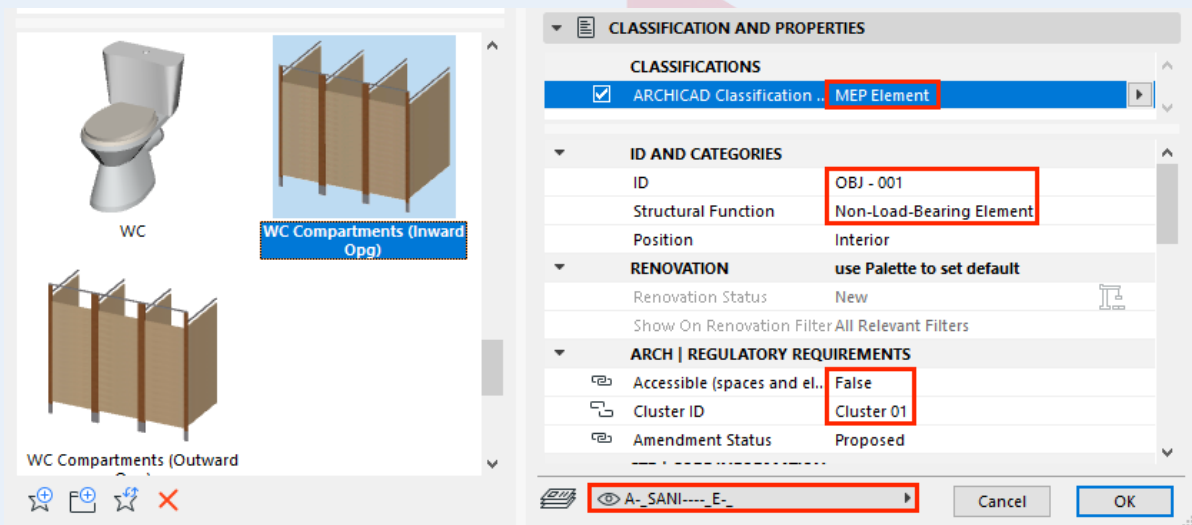 WC
WC Compartments (Inward
Opg)
WC Compartments (Outward
CLASSIFICATION AND PROPERTIES
CLASSIFICATIONS
ARCHICAD Classification .. MEP Element
ID AND CATEGORIES
ID OBJ - 001
Structural Function Non-Load-Bearing Element
Position Interior
RENOVATION use Palette to set default
Renovation Status New
Show On Renovation Filter All Relevant Filters
ARCH | REGULATORY REQUIREMENTS
Accessible (spaces and el.. False
Cluster ID Cluster 01
Amendment Status Proposed
A-_SANI----_E-_
Cancel OK